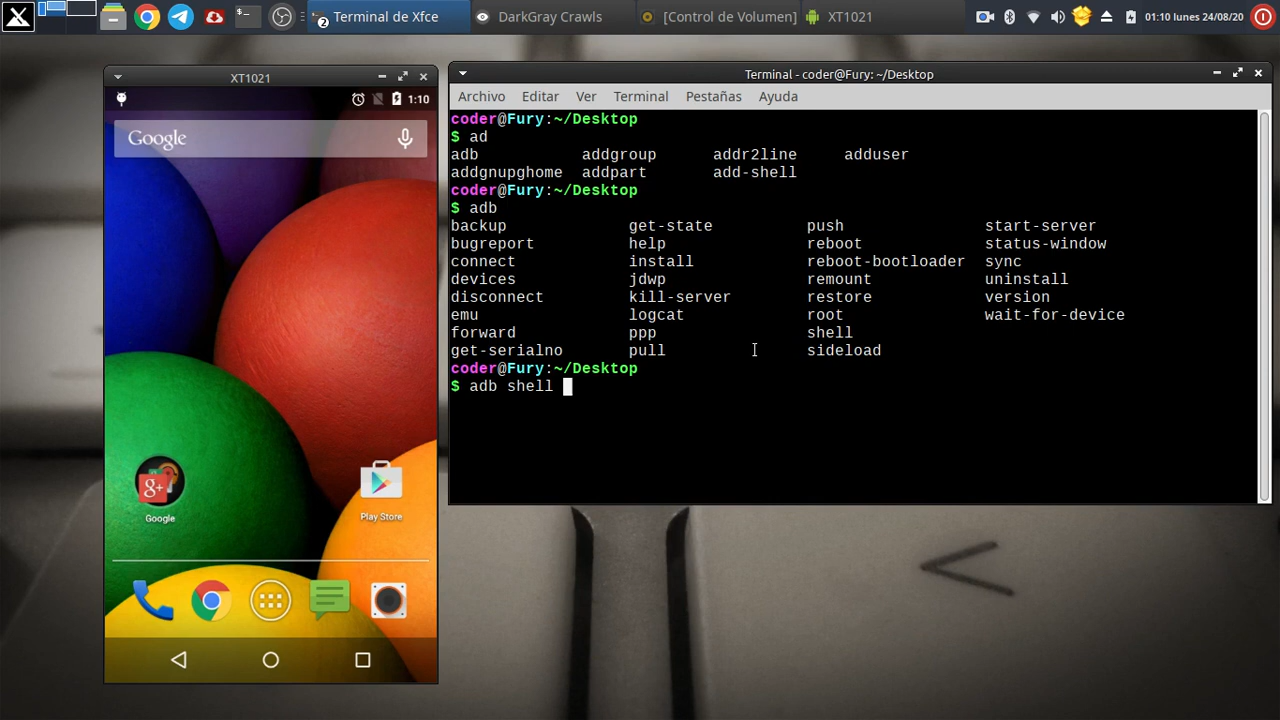 Terminal de Xfce
2
DarkGray Crawls
[Control de Volumen]
XT1021
01:10 lunes 24/08/20
XT1021
1:10
Google
g+
Google
Play Store
Terminal - coder@Fury: ~/Desktop
Archivo Editar Ver Terminal Pestañas Ayuda
coder@Fury:~/Desktop
$ ad
adb addgroup addr2line adduser
addgnupghome addpart add-shell
coder@Fury:~/Desktop
$ adb
backup get-state push start-server
bugreport help reboot status-window
connect install reboot-bootloader sync
devices jdwp remount uninstall
disconnect kill-server restore version
emu logcat root wait-for-device
forward ppp shell
get-serialno pull sideload
coder@Fury:~/Desktop
$ adb shell